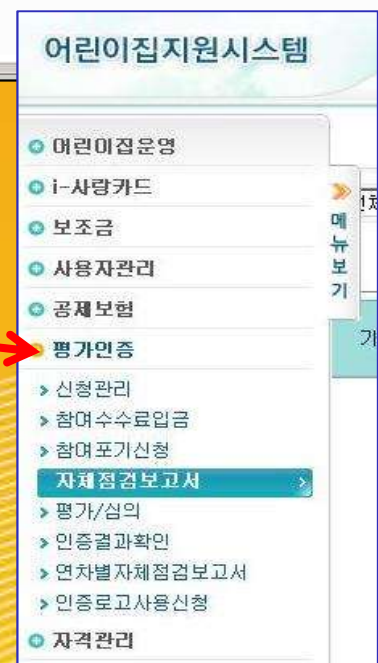 어린이집지원시스템
어린이집운영
i-사랑카드
보조금
사용자관리
공제보험
평가인증
신청관리
참여수수료입금
참여포기신청
자체점검보고서
평가/심의
인증결과확인
연차별자체점검보고서
인증로고사용신청
자격관리
메뉴보기